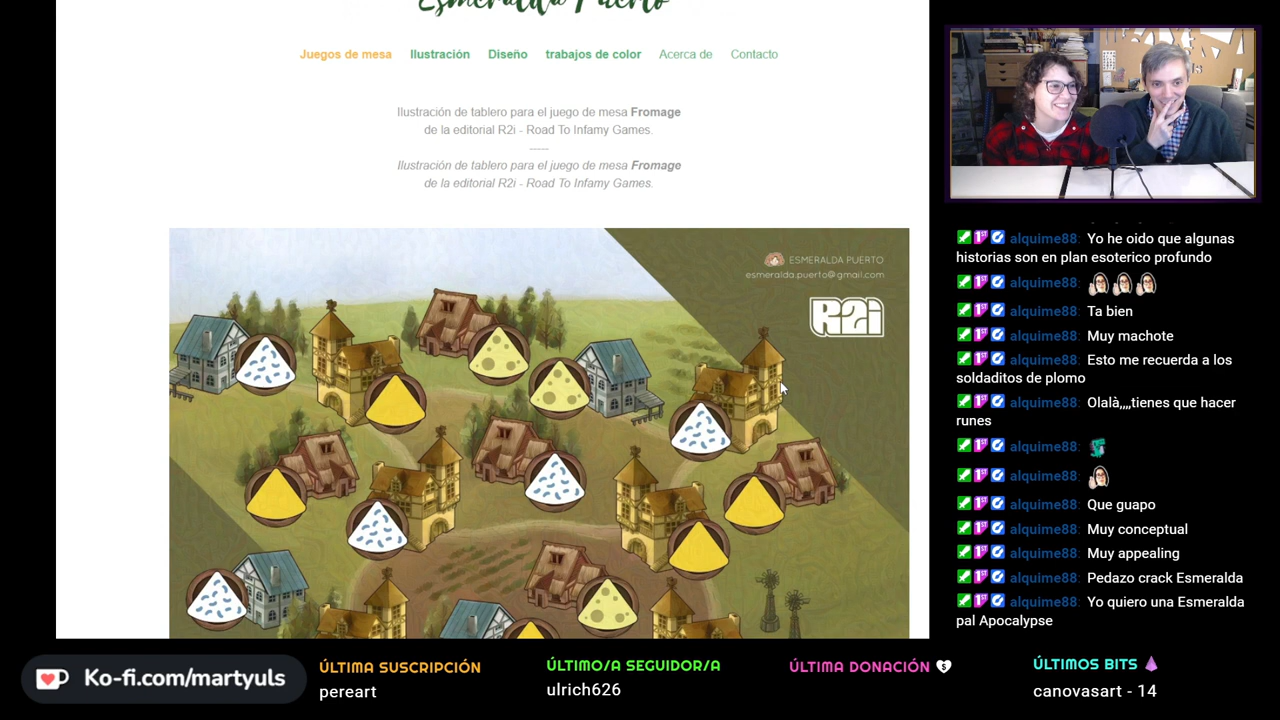 Esmeralda Puerto
Juegos de mesa Ilustración Diseño trabajos de color Acerca de Contacto
Ilustración de tablero para el juego de mesa Fromage
de la editorial R2i - Road To Infamy Games.
-----
Ilustración de tablero para el juego de mesa Fromage
de la editorial R2i - Road To Infamy Games.
ESMERALDA PUERTO
esmeralda.puerto@gmail.com
R2i
alquime88: Yo he oido que algunas
historias son en plan esoterico profundo
alquime88:
alquime88: Ta bien
alquime88: Muy machote
alquime88: Esto me recuerda a los
soldaditos de plomo
alquime88: Olalà,,,,tienes que hacer
runes
alquime88:
alquime88:
alquime88: Que guapo
alquime88: Muy conceptual
alquime88: Muy appealing
alquime88: Pedazo crack Esmeralda
alquime88: Yo quiero una Esmeralda
pal Apocalypse
Ko-fi.com/martyuls
ÚLTIMA SUSCRIPCIÓN
pereart
ÚLTIMO/A SEGUIDOR/A
ulrich626
ÚLTIMA DONACIÓN
ÚLTIMOS BITS
canovasart - 14